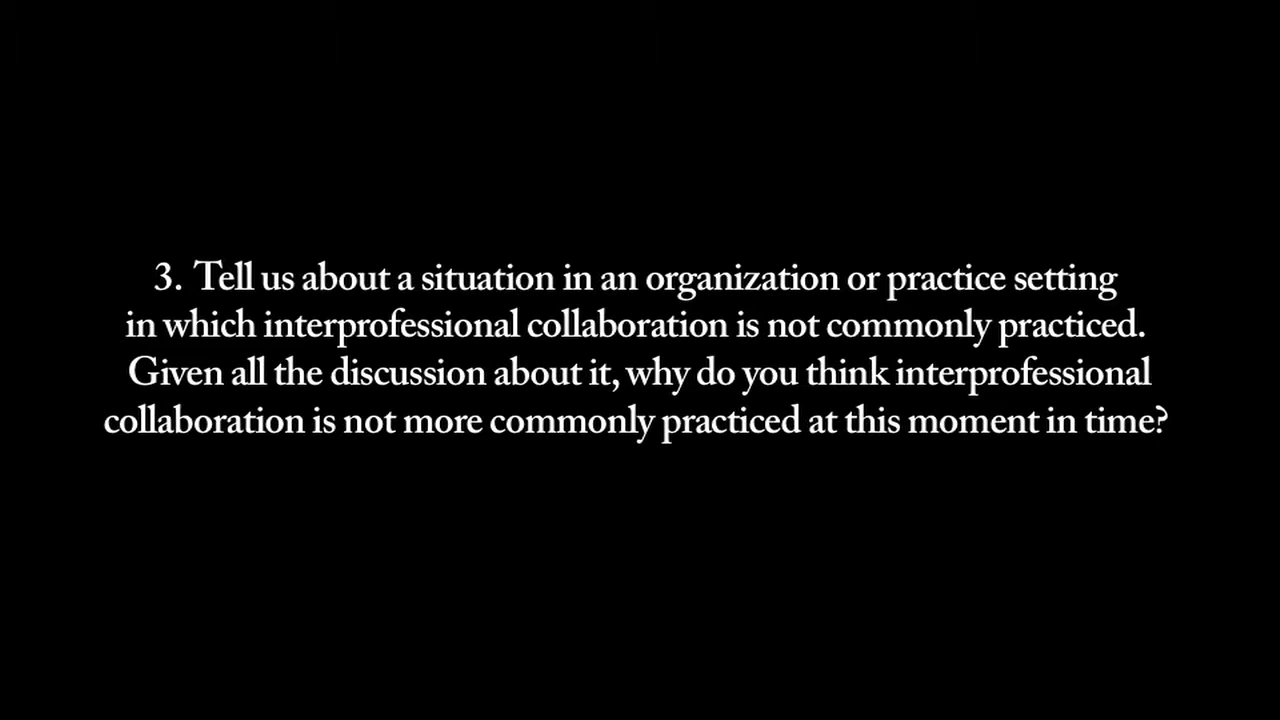 3. Tell us about a situation in an organization or practice setting
in which interprofessional collaboration is not commonly practiced.
Given all the discussion about it, why do you think interprofessional
collaboration is not more commonly practiced at this moment in time?